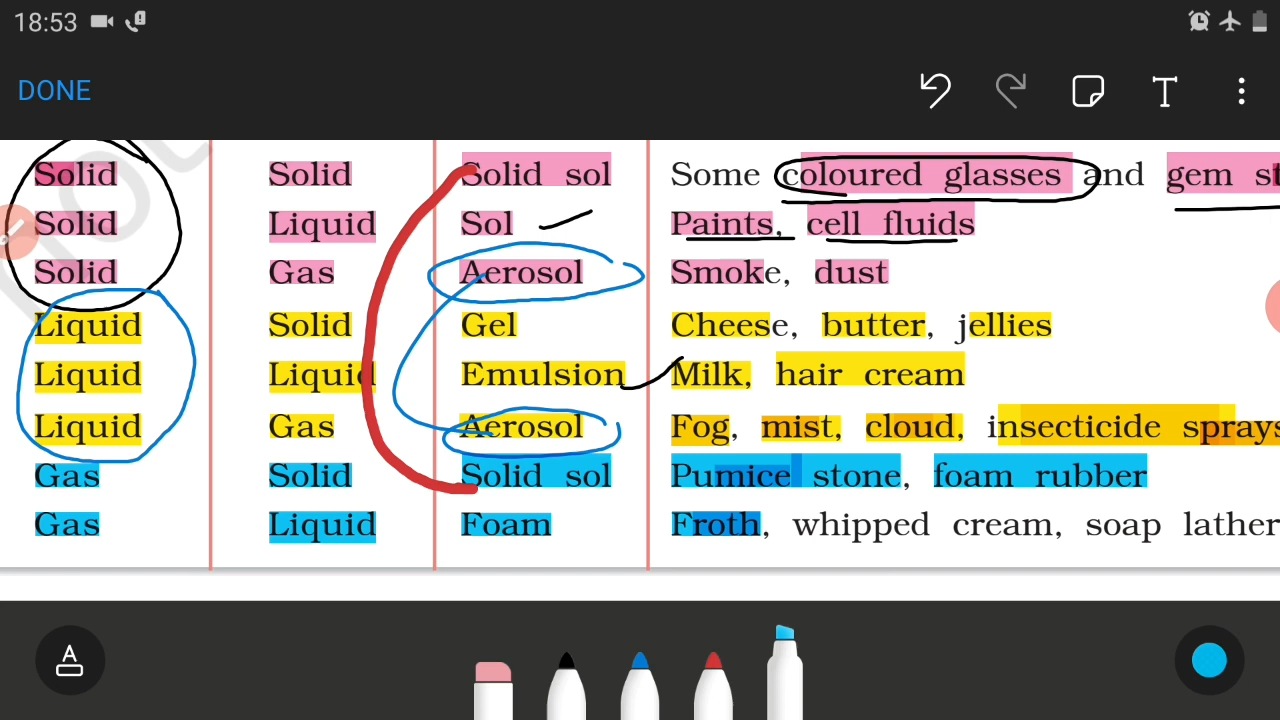 18:53
DONE
Solid Solid Solid sol Some coloured glasses and gem
Solid Liquid Sol Paints, cell fluids
Solid Gas Aerosol Smoke, dust
Liquid Solid Gel Cheese, butter, jellies
Liquid Liquid Emulsion Milk, hair cream
Liquid Gas Aerosol Fog, mist, cloud, insecticide sprays
Gas Solid Solid sol Pumice stone, foam rubber
Gas Liquid Foam Froth, whipped cream, soap lather